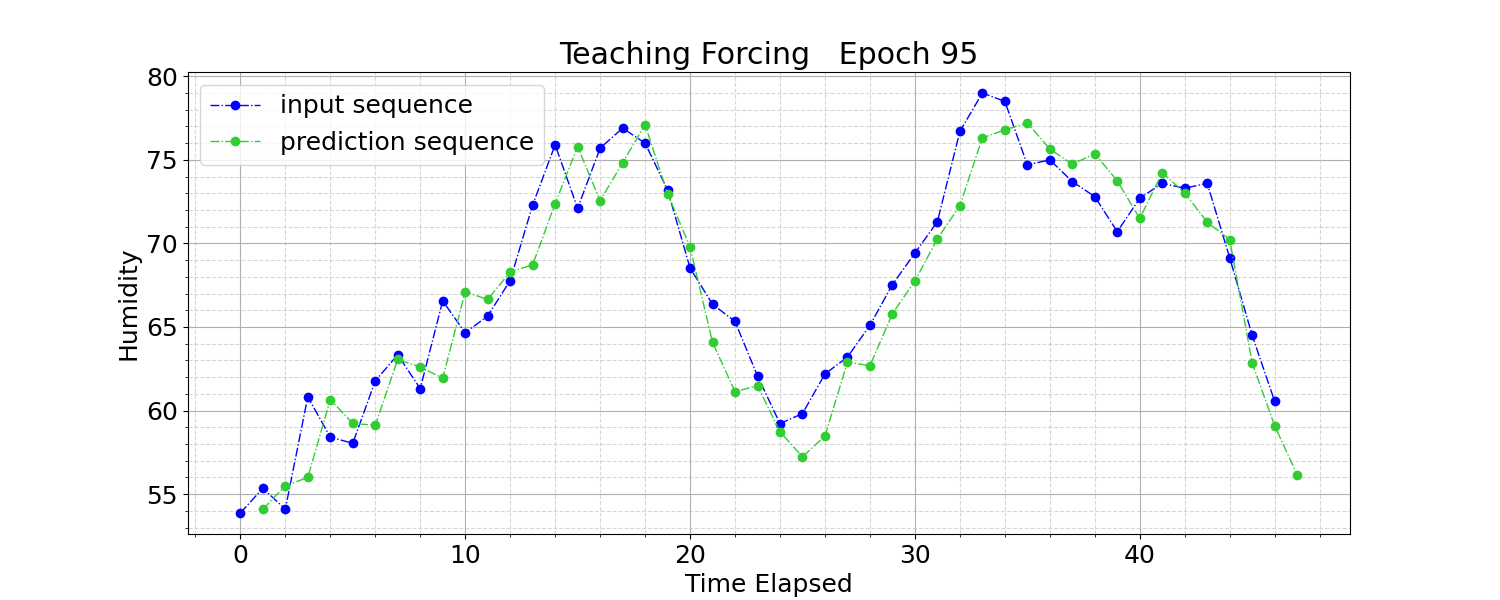 Teaching Forcing   Epoch 95
80
75
70
65
60
55
Humidity
input sequence
prediction sequence
0 10 20 30 40
Time Elapsed